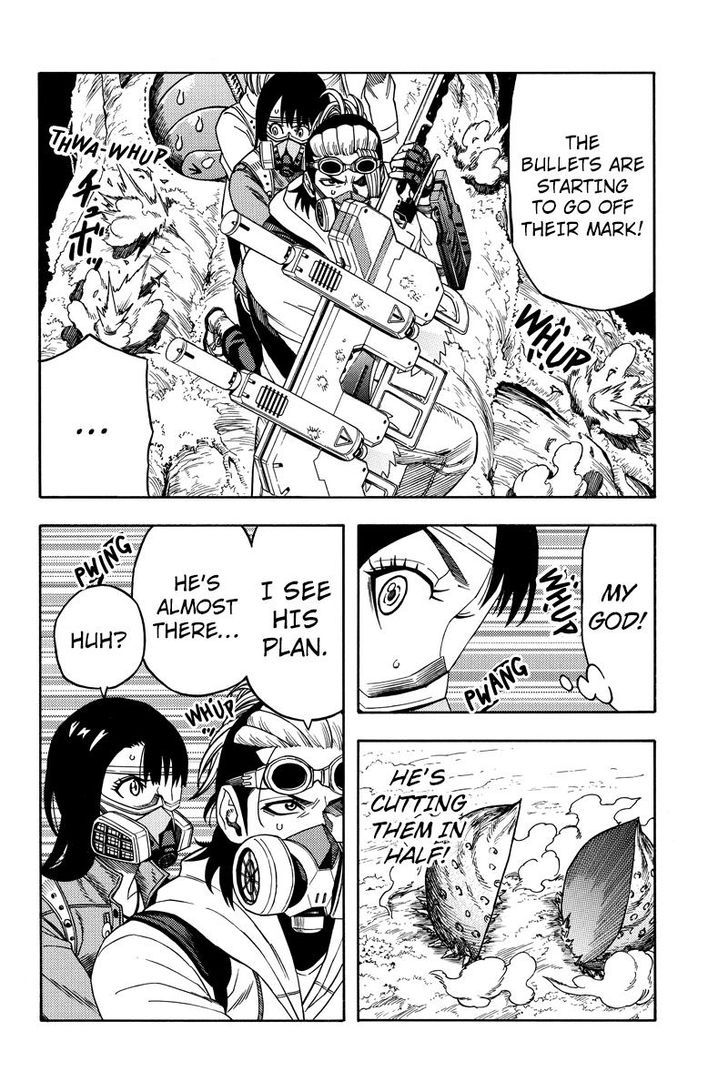 THE
BULLETS ARE
STARTING
TO GO OFF
THEIR MARK!
THWA-WHUP
チュボッ
WHUP
...
MY
GOD!
WHUP
PWANG
I SEE
HIS
PLAN.
HE'S
ALMOST
THERE...
PWING
HUH?
WHUP
HE'S
CUTTING
THEM IN
HALF!